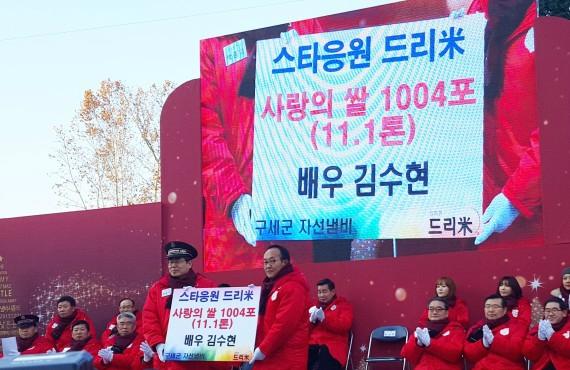 스타응원 드리米
사랑의 쌀 1004포
(11.1톤)
배우 김수현
구세군 자선냄비 드리米
스타응원 드리米
사랑의 쌀 1004포
(11.1톤)
배우 김수현
구세군 자선냄비 드리米